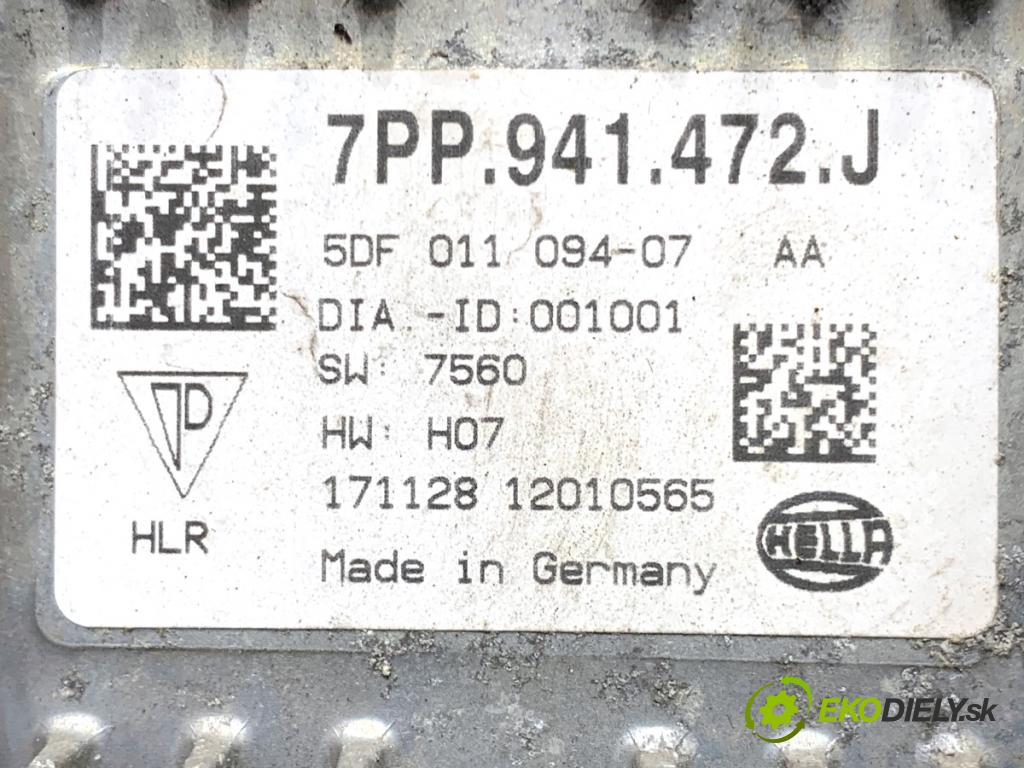 7PP.941.472.J
5DF 011 094-07 AA
DIA.-ID:001001
SW: 7560
HW: H07
171128 12010565
Made in Germany
PD
HLR
HELLA
EKODIELY.sk